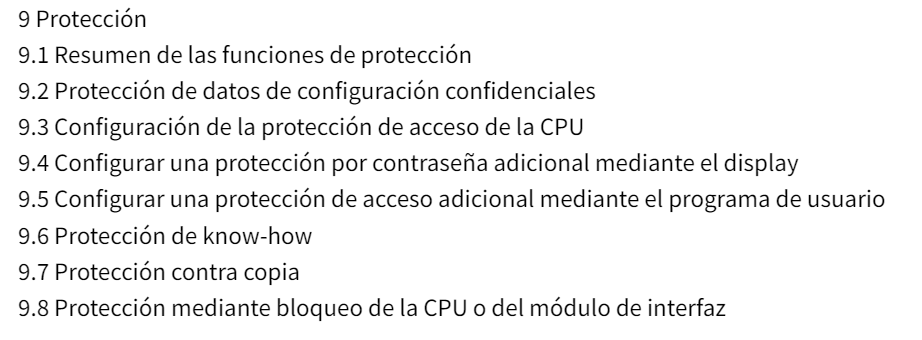 9 Protección
9.1 Resumen de las funciones de protección
9.2 Protección de datos de configuración confidenciales
9.3 Configuración de la protección de acceso de la CPU
9.4 Configurar una protección por contraseña adicional mediante el display
9.5 Configurar una protección de acceso adicional mediante el programa de usuario
9.6 Protección de know-how
9.7 Protección contra copia
9.8 Protección mediante bloqueo de la CPU o del módulo de interfaz